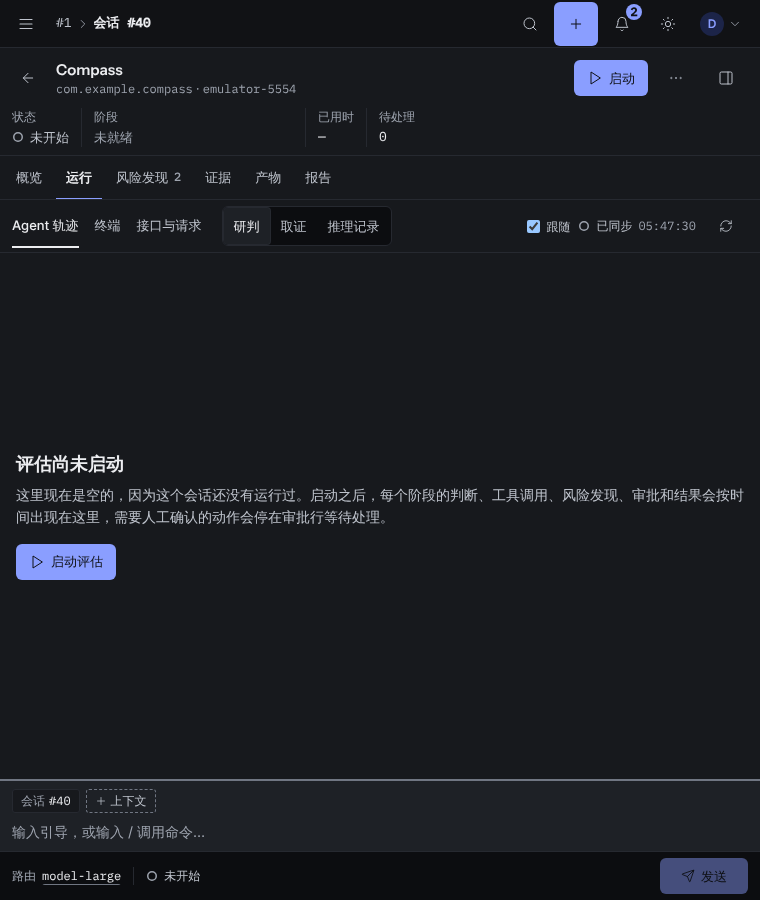 #1 > 会话 #40
2
D
Compass
com.example.compass · emulator-5554
启动
状态
未开始
阶段
未就绪
已用时
—
待处理
0
概览 运行 风险发现 2 证据 产物 报告
Agent 轨迹 终端 接口与请求 研判 取证 推理记录 跟随 已同步 05:47:30
评估尚未启动
这里现在是空的，因为这个会话还没有运行过。启动之后，每个阶段的判断、工具调用、风险发现、审批和结果会按时
间出现在这里，需要人工确认的动作会停在审批行等待处理。
启动评估
会话 #40 + 上下文
输入引导，或输入 / 调用命令...
路由 model-large 未开始 发送